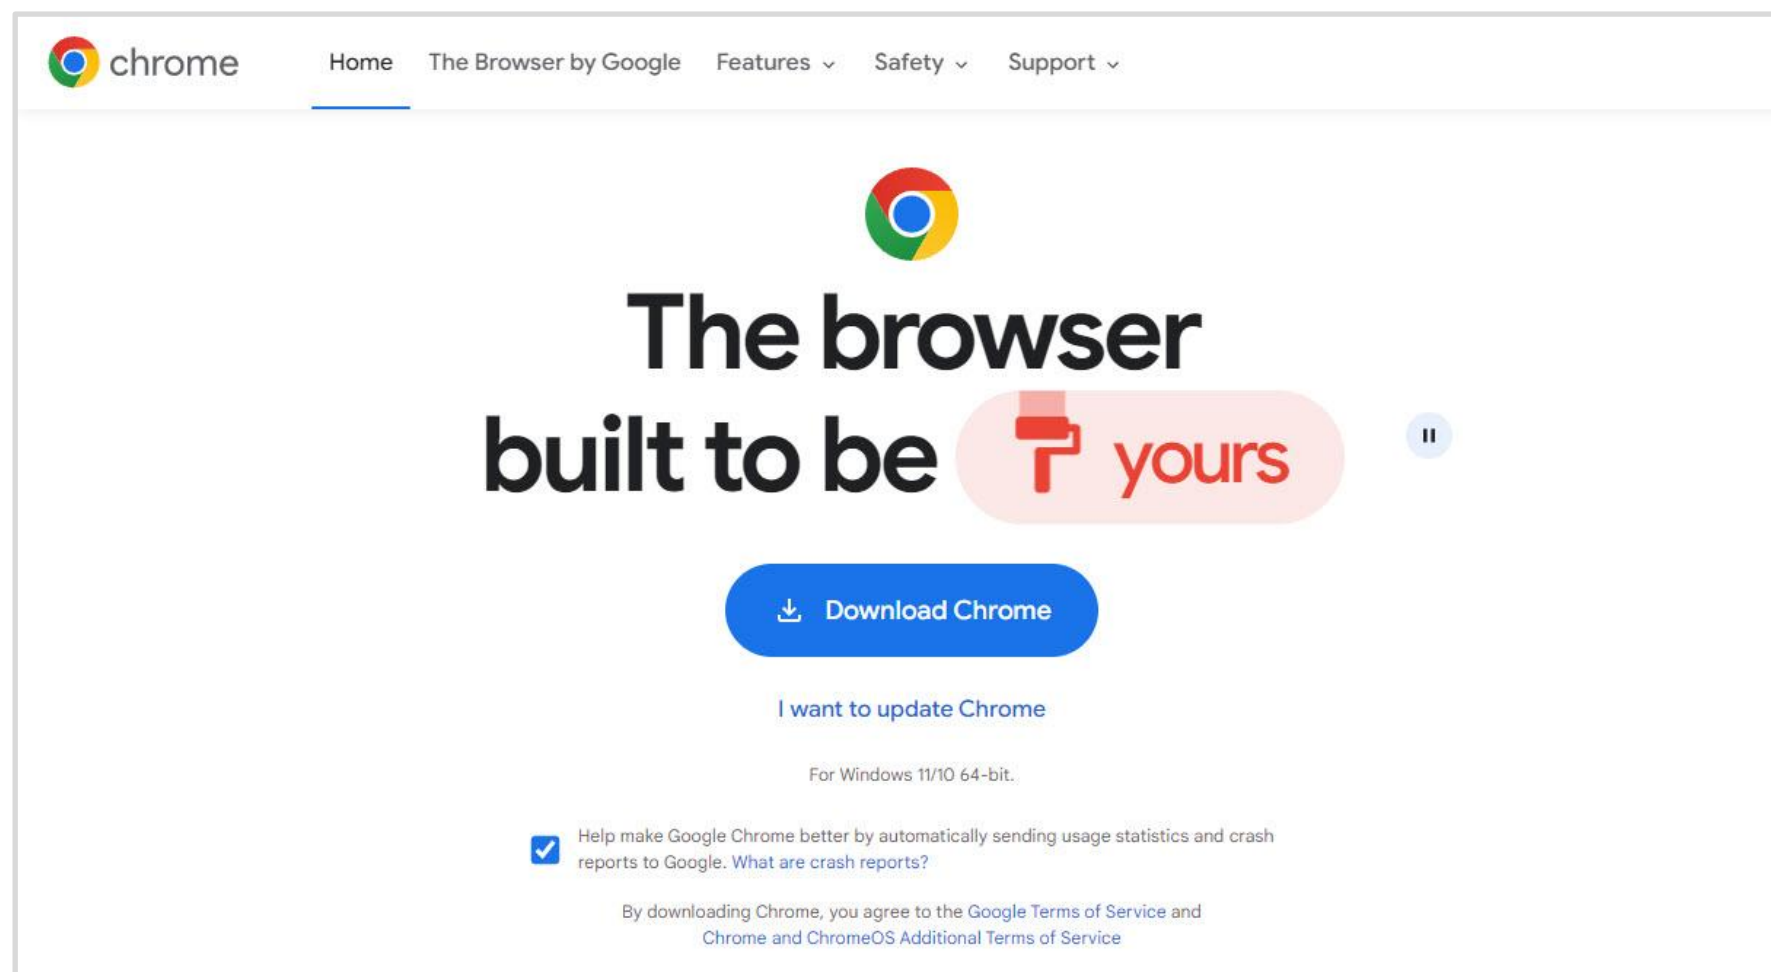 chrome Home The Browser by Google Features Safety Support
The browser
built to be yours
Download Chrome
I want to update Chrome
For Windows 11/10 64-bit.
Help make Google Chrome better by automatically sending usage statistics and crash
reports to Google. What are crash reports?
By downloading Chrome, you agree to the Google Terms of Service and
Chrome and ChromeOS Additional Terms of Service